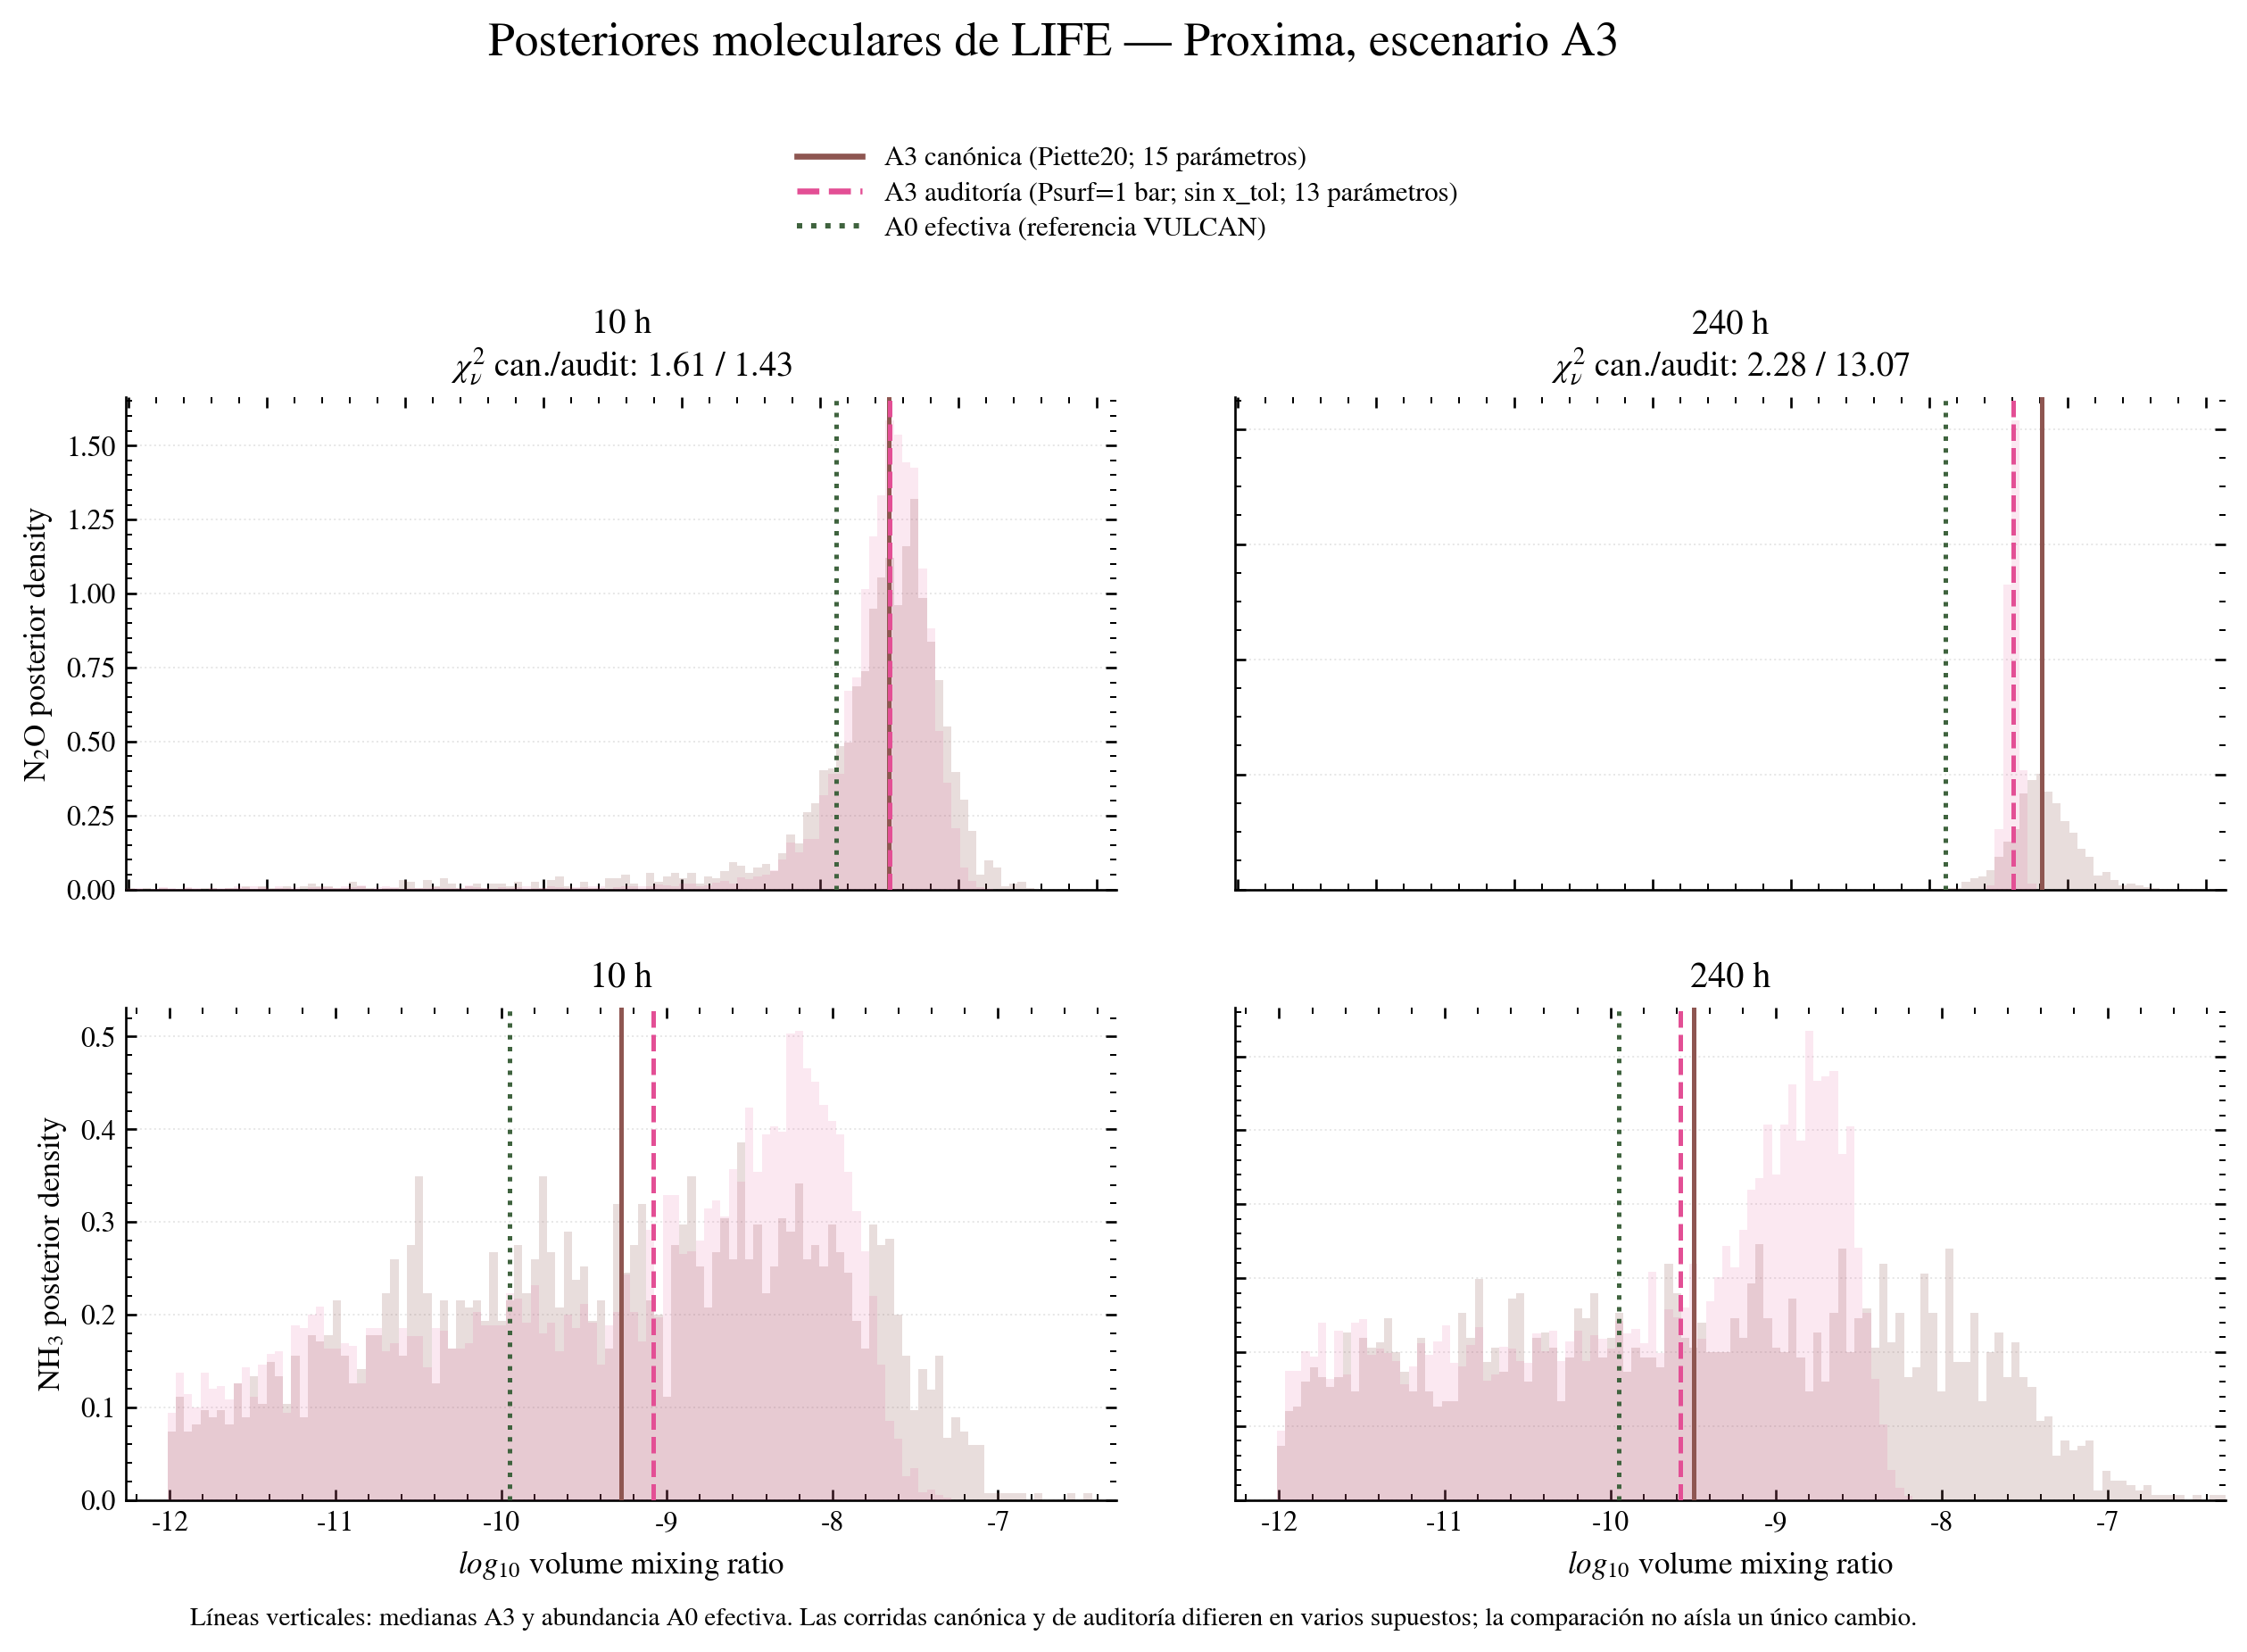 Posteriores moleculares de LIFE — Proxima, escenario A3
A3 canónica (Piette20; 15 parámetros)
A3 auditoría (Psurf=1 bar; sin x_tol; 13 parámetros)
A0 efectiva (referencia VULCAN)
10 h
χ²ᵥ can./audit: 1.61 / 1.43
240 h
χ²ᵥ can./audit: 2.28 / 13.07
N₂O posterior density
1.50
1.25
1.00
0.75
0.50
0.25
0.00
10 h
240 h
NH₃ posterior density
0.5
0.4
0.3
0.2
0.1
0.0
-12 -11 -10 -9 -8 -7
-12 -11 -10 -9 -8 -7
log₁₀ volume mixing ratio
log₁₀ volume mixing ratio
Líneas verticales: medianas A3 y abundancia A0 efectiva. Las corridas canónica y de auditoría difieren en varios supuestos; la comparación no aísla un único cambio.